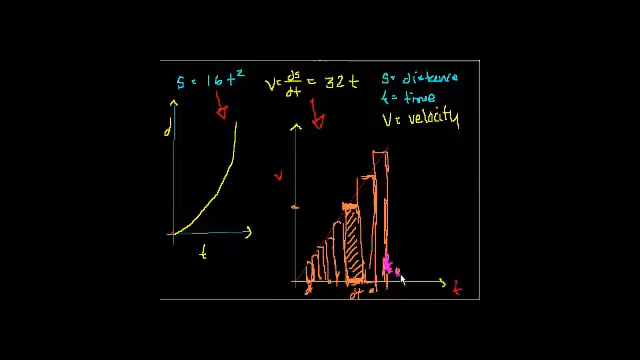 S = 16t²
v = ds/dt = 32t
S = distance
t = time
V = velocity
d
t
v
dt
t